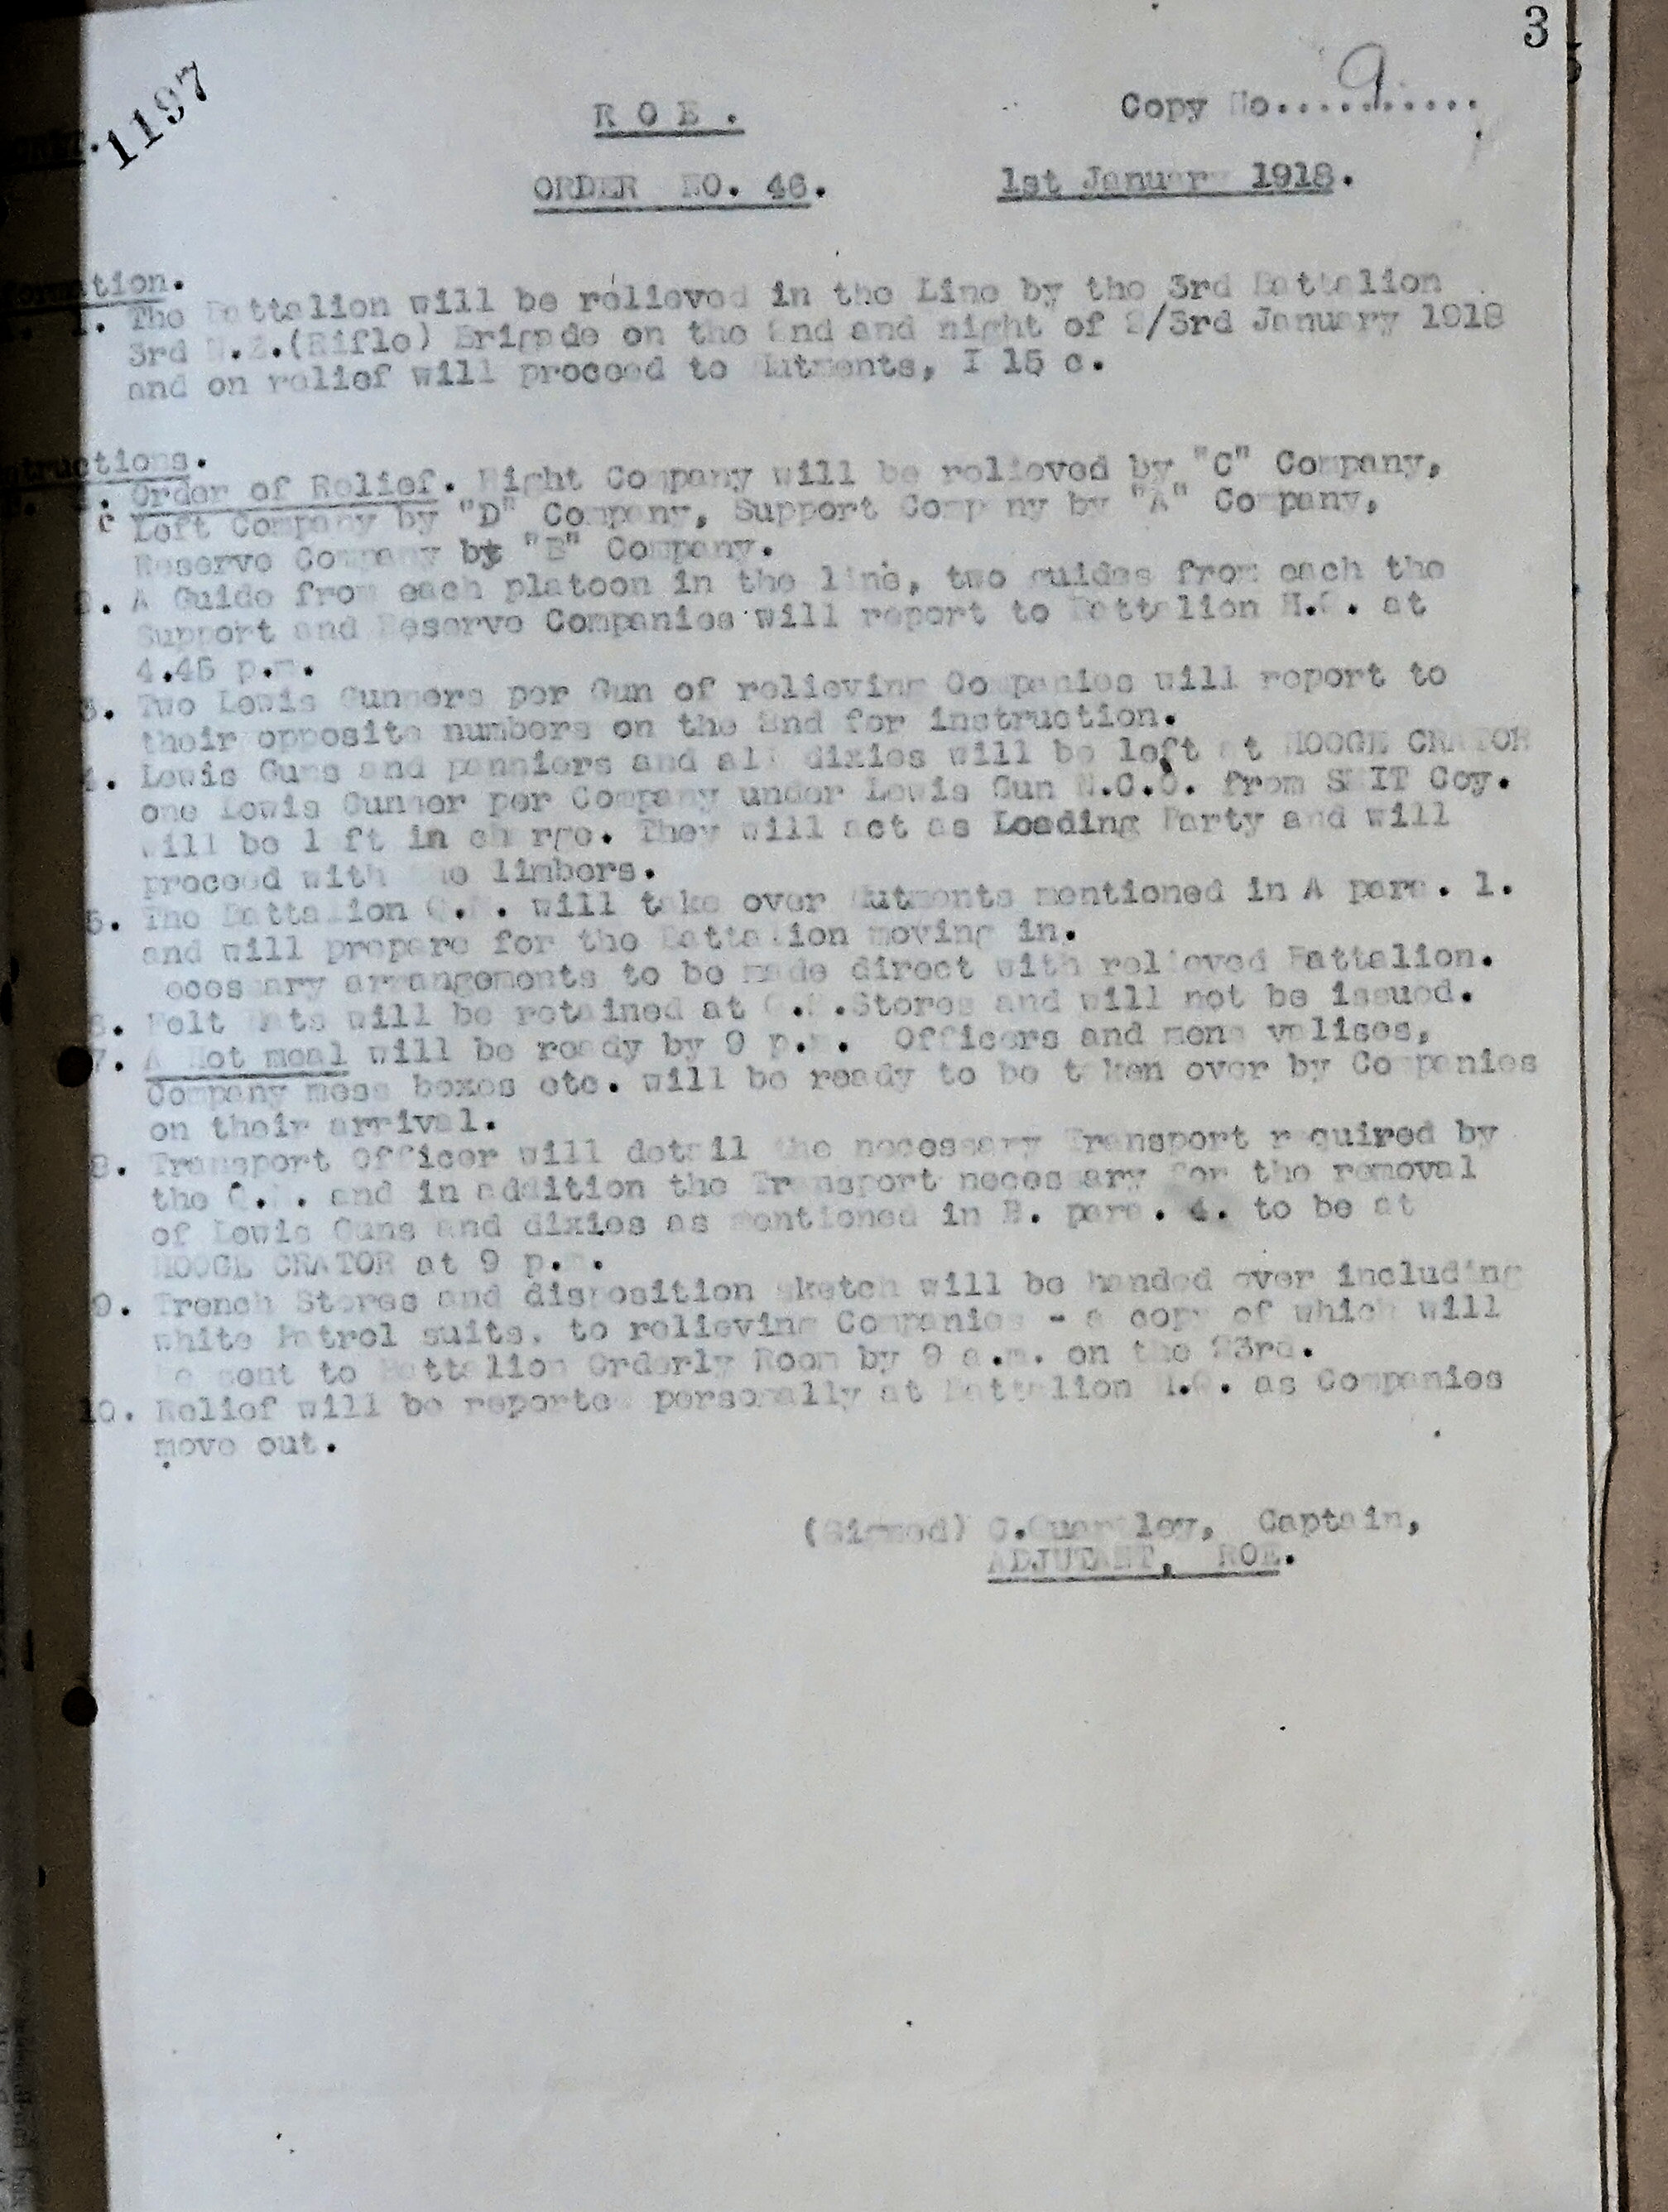 3
1197
Copy No....9......
R O E .
ORDER NO. 46.
1st January 1918.
1. The Battalion will be relieved in the Line by the 3rd Battalion
3rd N.Z.(Rifle) Brigade on the 2nd and night of 2/3rd January 1918
and on relief will proceed to Hutments, I 15 c.
Order of Relief. Right Company will be relieved by "C" Company,
Left Company by "D" Company, Support Company by "A" Company,
Reserve Company by "B" Company.
2. A Guide from each platoon in the line, two guides from each the
Support and Reserve Companies will report to Battalion H.Q. at
4.45 p.m.
3. Two Lewis Gunners per Gun of relieving Companies will report to
their opposite numbers on the 2nd for instruction.
4. Lewis Guns and panniers and all dixies will be left at HOOGE CRATOR
one Lewis Gunner per Company under Lewis Gun N.C.O. from Coy.
will be left in charge. They will act as Loading Party and will
proceed with the limbers.
5. The Battalion Q.M. will take over Hutments mentioned in A para. 1.
and will prepare for the Battalion moving in.
Necessary arrangements to be made direct with relieved Battalion.
6. Felt will be retained at Q.M.Stores and will not be issued.
7. A Hot meal will be ready by 9 p.m. Officers and mens valises,
Company mess boxes etc. will be ready to be taken over by Companies
on their arrival.
8. Transport Officer will detail the necessary Transport required by
the Q.M. and in addition the Transport necessary for the removal
of Lewis Guns and dixies as mentioned in B. para. 4. to be at
HOOGE CRATOR at 9 p.m.
9. Trench Stores and disposition sketch will be handed over including
white Patrol suits. to relieving Companies - a copy of which will
be sent to Battalion Orderly Room by 9 a.m. on the
10. Relief will be reported personally at Battalion H.Q. as Companies
move out.
(Signed) C.Quartley, Captain,
ADJUTANT, ROE.